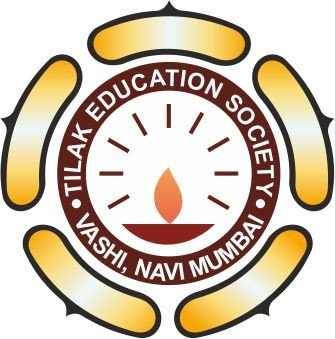 TILAK EDUCATION SOCIETY
VASHI, NAVI MUMBAI